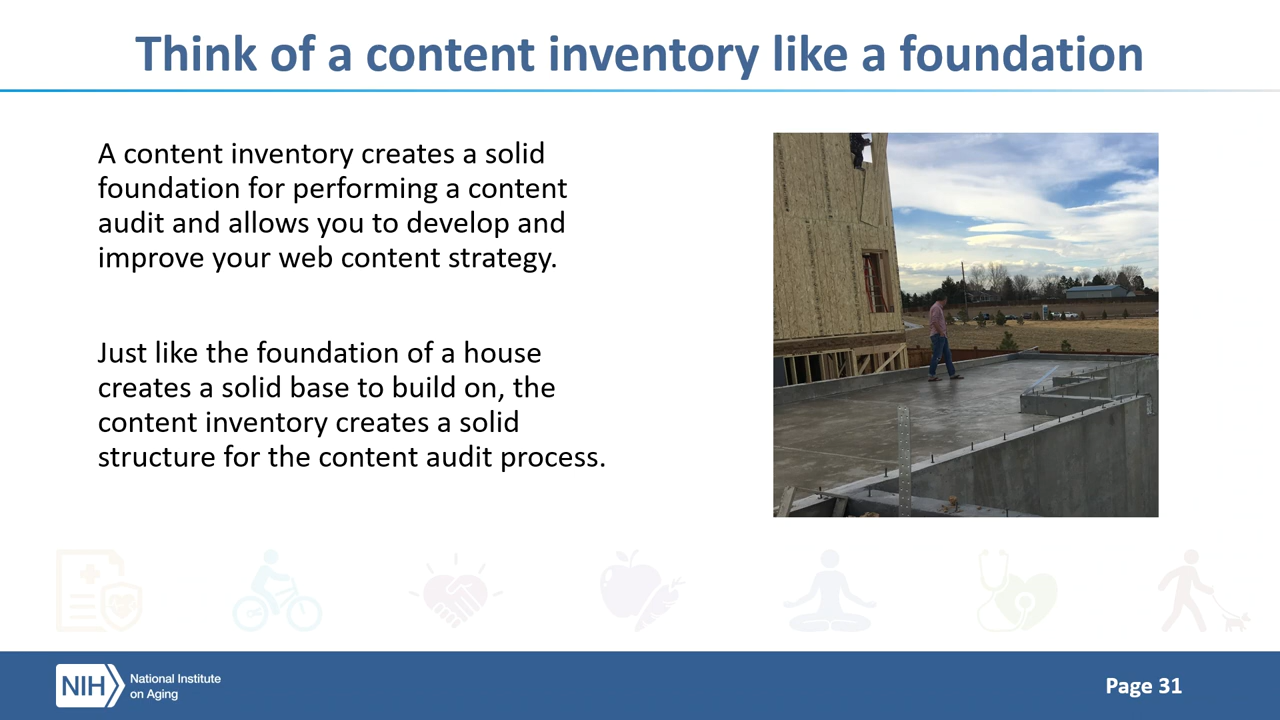 Think of a content inventory like a foundation
A content inventory creates a solid
foundation for performing a content
audit and allows you to develop and
improve your web content strategy.
Just like the foundation of a house
creates a solid base to build on, the
content inventory creates a solid
structure for the content audit process.
NIH
National Institute
on Aging
Page 31